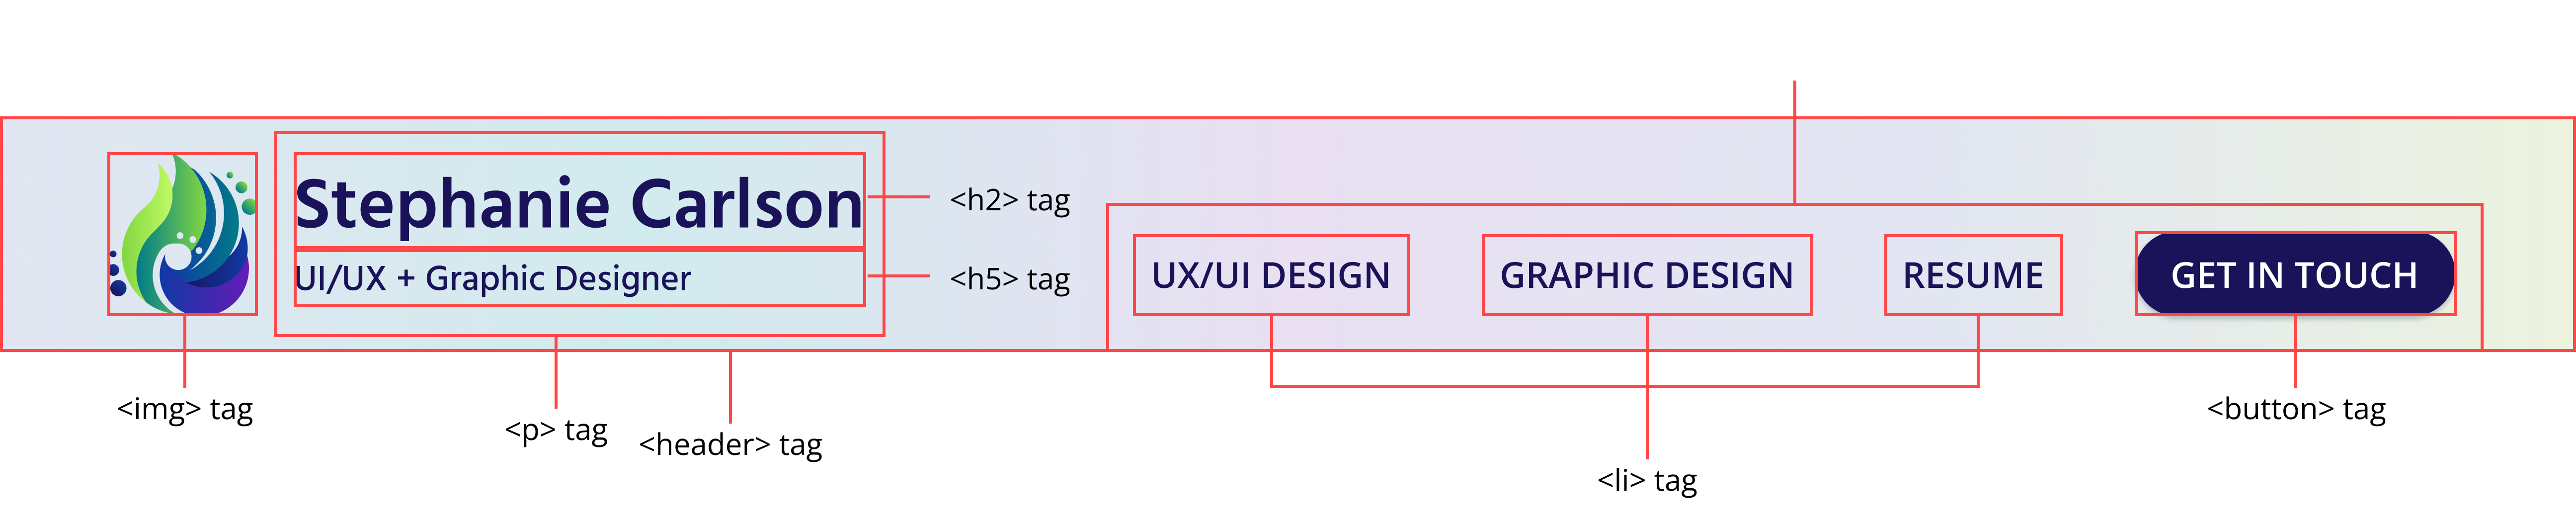 Stephanie Carlson
<h2> tag
UI/UX + Graphic Designer
<h5> tag
UX/UI DESIGN
GRAPHIC DESIGN
RESUME
GET IN TOUCH
<img> tag
<p> tag
<header> tag
<li> tag
<button> tag